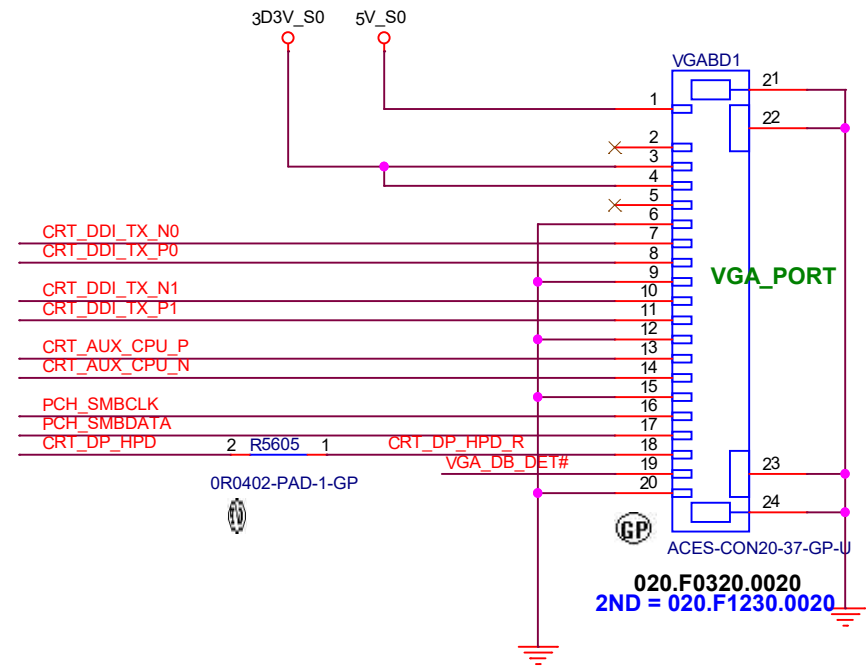 3D3V_S0 5V_S0
VGABD1
21
1
22
2
3
4
5
6
CRT_DDI_TX_N0 7
CRT_DDI_TX_P0 8
9
VGA_PORT
CRT_DDI_TX_N1 10
CRT_DDI_TX_P1 11
12
CRT_AUX_CPU_P 13
CRT_AUX_CPU_N 14
15
PCH_SMBCLK 16
PCH_SMBDATA 17
CRT_DP_HPD 2 R5605 1 CRT_DP_HPD_R 18
VGA_DB_DET# 19 23
0R0402-PAD-1-GP 20
24
GP
ACES-CON20-37-GP-U
020.F0320.0020
2ND = 020.F1230.0020